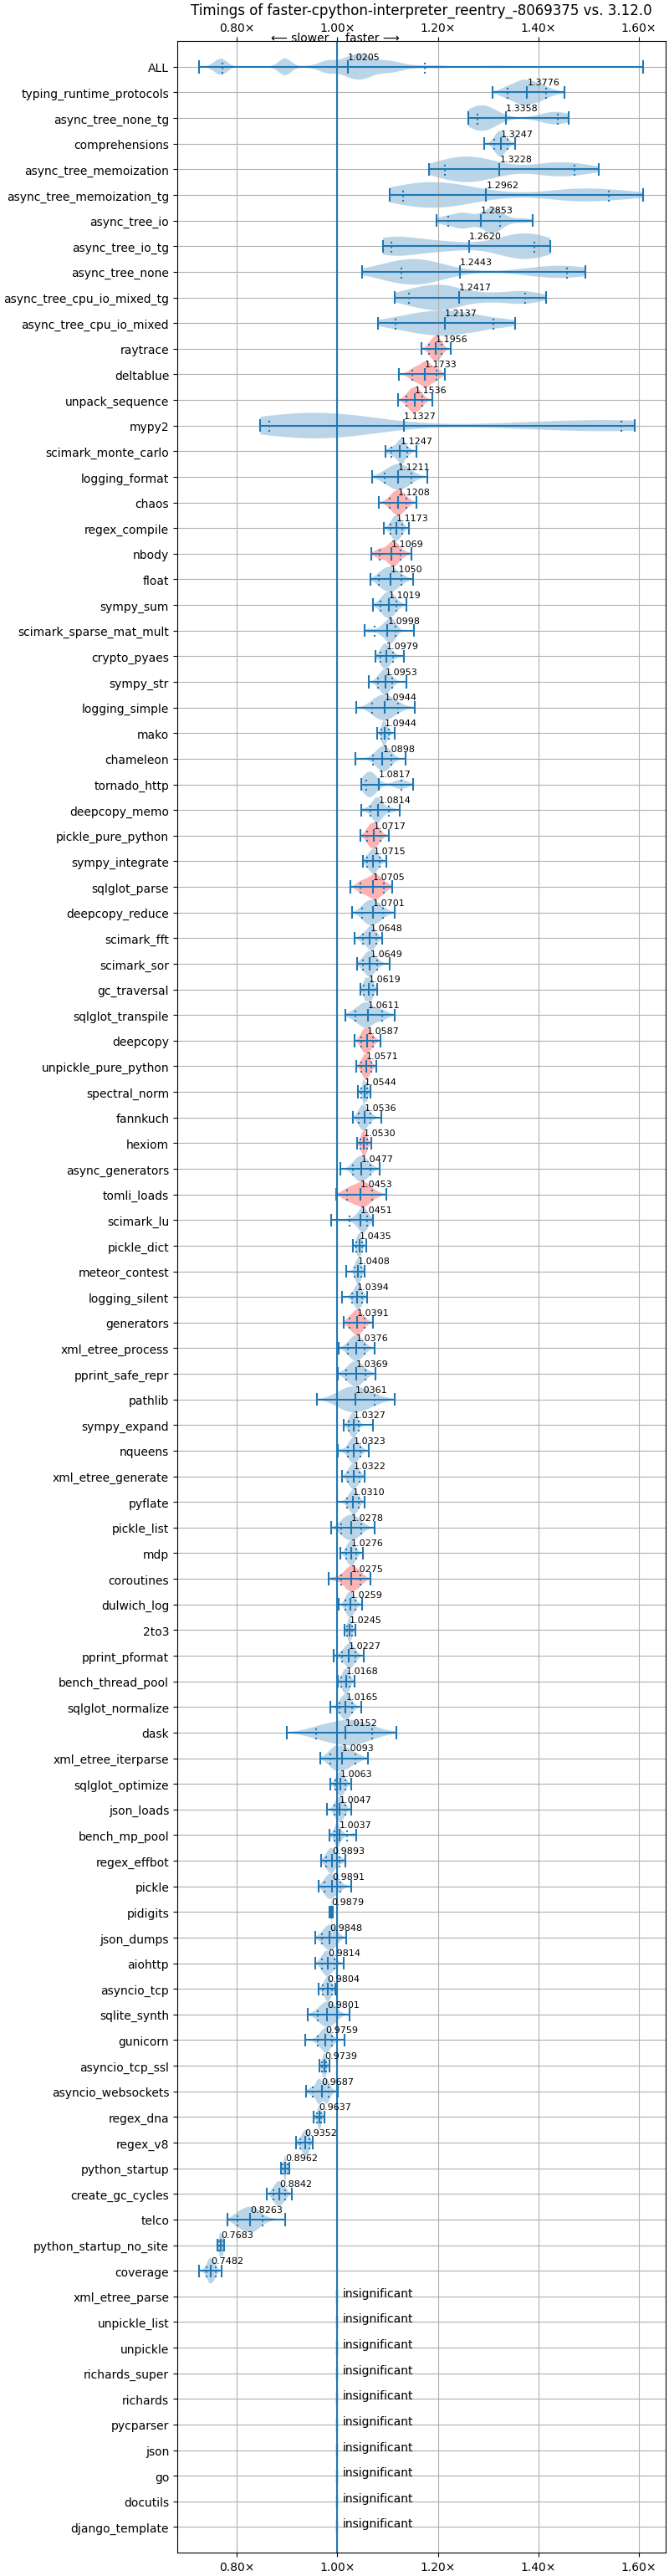 Timings of faster-cpython-interpreter_reentry_-8069375 vs. 3.12.0
0.80× 1.00× 1.20× 1.40× 1.60×
⟵ slower faster ⟶
ALL 1.0205
typing_runtime_protocols 1.3776
async_tree_none_tg 1.3358
comprehensions 1.3247
async_tree_memoization 1.3228
async_tree_memoization_tg 1.2962
async_tree_io 1.2853
async_tree_io_tg 1.2620
async_tree_none 1.2443
async_tree_cpu_io_mixed_tg 1.2417
async_tree_cpu_io_mixed 1.2137
raytrace 1.1956
deltablue 1.1733
unpack_sequence 1.1536
mypy2 1.1327
scimark_monte_carlo 1.1247
logging_format 1.1211
chaos 1.1208
regex_compile 1.1173
nbody 1.1069
float 1.1050
sympy_sum 1.1019
scimark_sparse_mat_mult 1.0998
crypto_pyaes 1.0979
sympy_str 1.0953
logging_simple 1.0944
mako 1.0944
chameleon 1.0898
tornado_http 1.0817
deepcopy_memo 1.0814
pickle_pure_python 1.0717
sympy_integrate 1.0715
sqlglot_parse 1.0705
deepcopy_reduce 1.0701
scimark_fft 1.0648
scimark_sor 1.0649
gc_traversal 1.0619
sqlglot_transpile 1.0611
deepcopy 1.0587
unpickle_pure_python 1.0571
spectral_norm 1.0544
fannkuch 1.0536
hexiom 1.0530
async_generators 1.0477
tomli_loads 1.0453
scimark_lu 1.0451
pickle_dict 1.0435
meteor_contest 1.0408
logging_silent 1.0394
generators 1.0391
xml_etree_process 1.0376
pprint_safe_repr 1.0369
pathlib 1.0361
sympy_expand 1.0327
nqueens 1.0323
xml_etree_generate 1.0322
pyflate 1.0310
pickle_list 1.0278
mdp 1.0276
coroutines 1.0275
dulwich_log 1.0259
2to3 1.0245
pprint_pformat 1.0227
bench_thread_pool 1.0168
sqlglot_normalize 1.0165
dask 1.0152
xml_etree_iterparse 1.0093
sqlglot_optimize 1.0063
json_loads 1.0047
bench_mp_pool 1.0037
regex_effbot 0.9893
pickle 0.9891
pidigits 0.9879
json_dumps 0.9848
aiohttp 0.9814
asyncio_tcp 0.9804
sqlite_synth 0.9801
gunicorn 0.9759
asyncio_tcp_ssl 0.9739
asyncio_websockets 0.9687
regex_dna 0.9637
regex_v8 0.9352
python_startup 0.8962
create_gc_cycles 0.8842
telco 0.8263
python_startup_no_site 0.7683
coverage 0.7482
xml_etree_parse insignificant
unpickle_list insignificant
unpickle insignificant
richards_super insignificant
richards insignificant
pycparser insignificant
json insignificant
go insignificant
docutils insignificant
django_template insignificant
0.80× 1.00× 1.20× 1.40× 1.60×